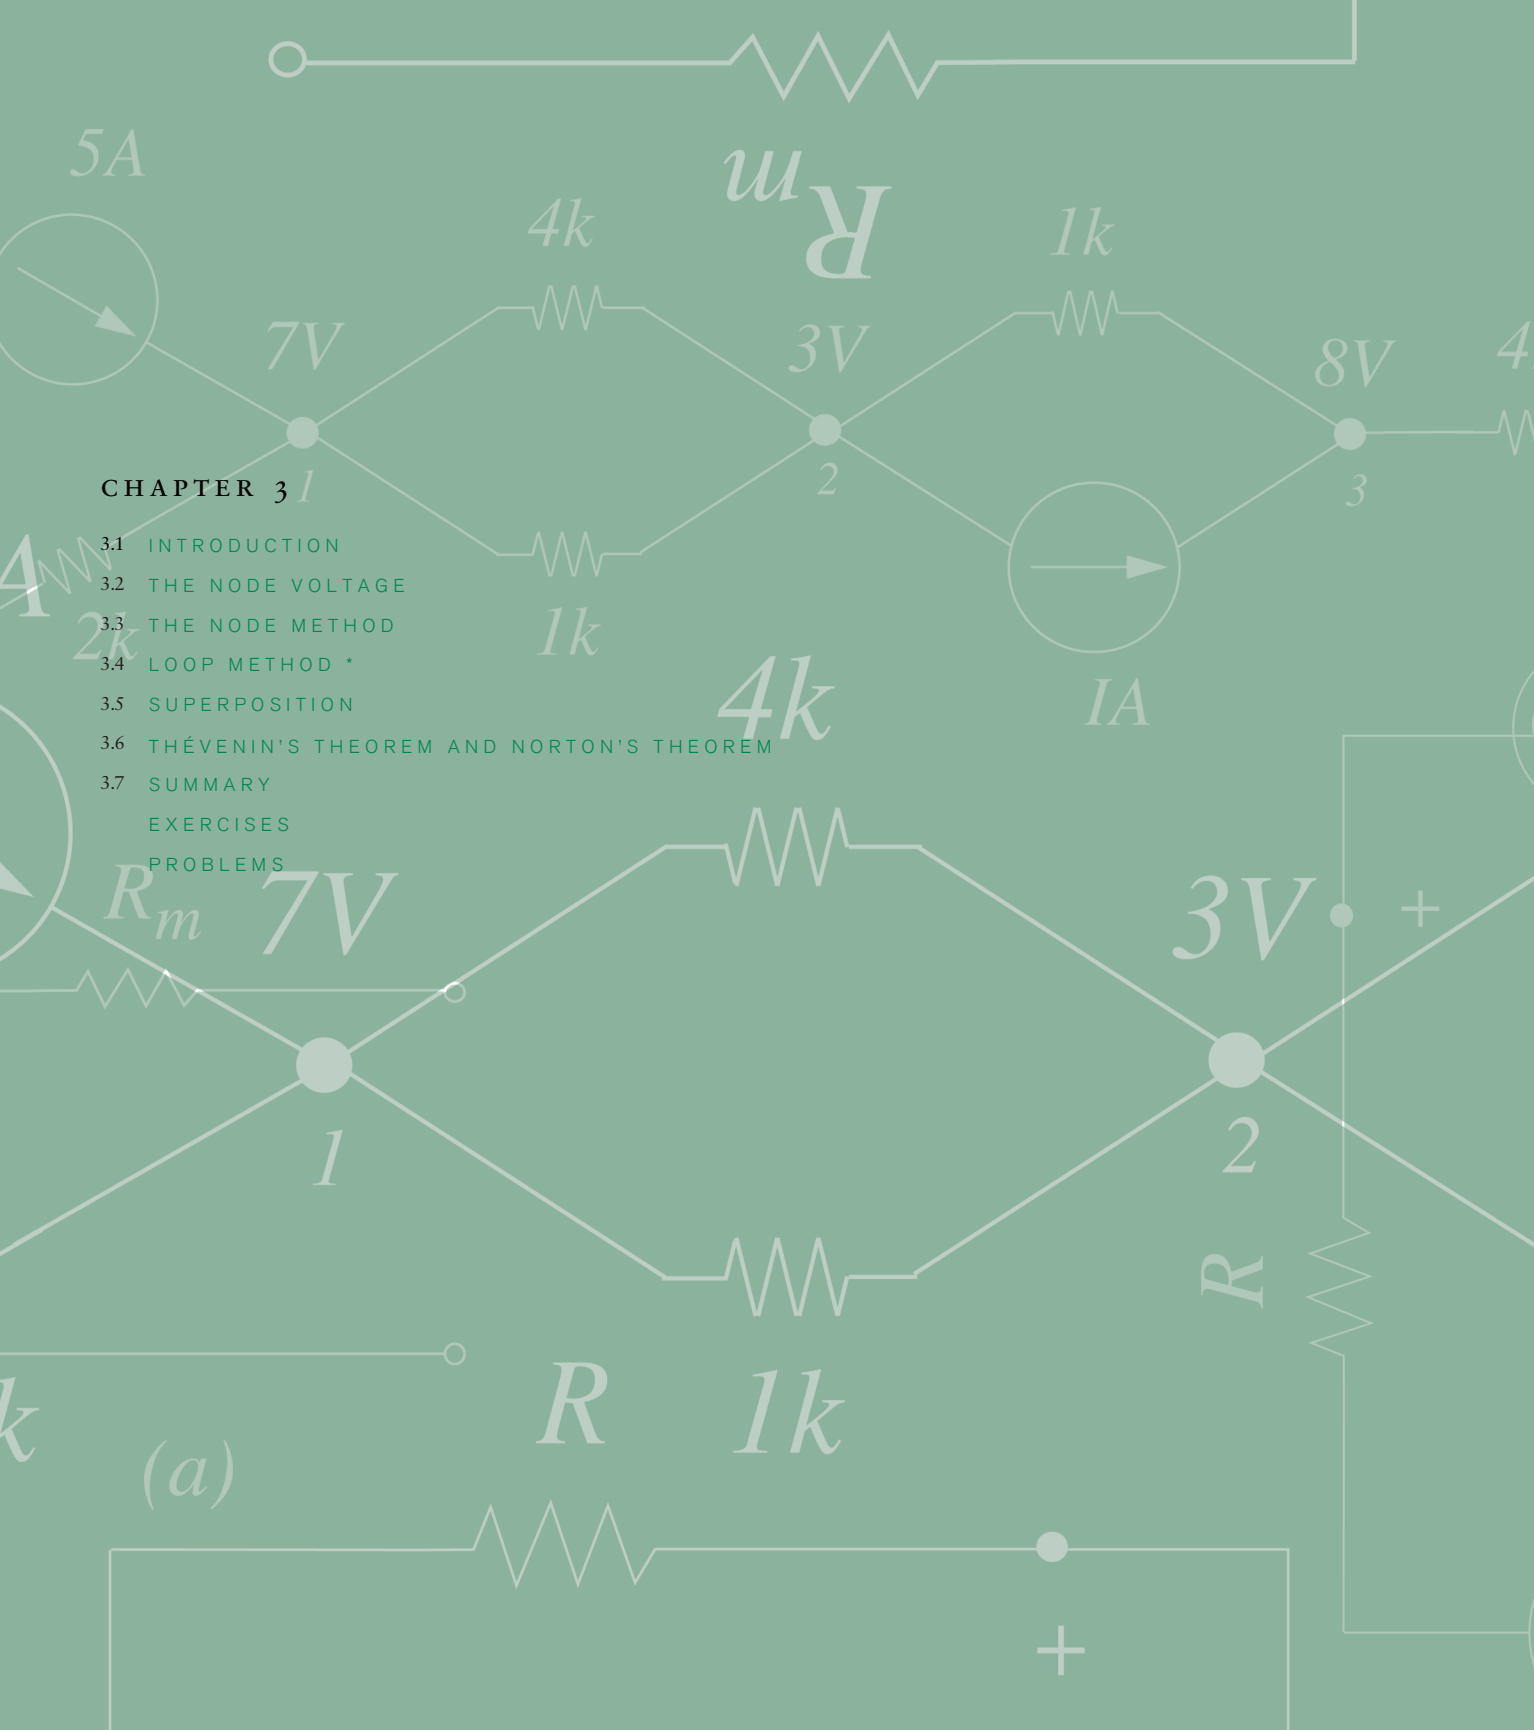 m
R
5A
4k
1k
7V
3V
8V
4
CHAPTER 3
1
2
3
3.1 INTRODUCTION
3.2 THE NODE VOLTAGE
3.3 THE NODE METHOD
3.4 LOOP METHOD *
3.5 SUPERPOSITION
3.6 THÉVENIN'S THEOREM AND NORTON'S THEOREM
3.7 SUMMARY
EXERCISES
PROBLEMS
A
2k
1k
4k
1A
Rm
7V
3V
+
1
2
R
k
R
1k
(a)
+